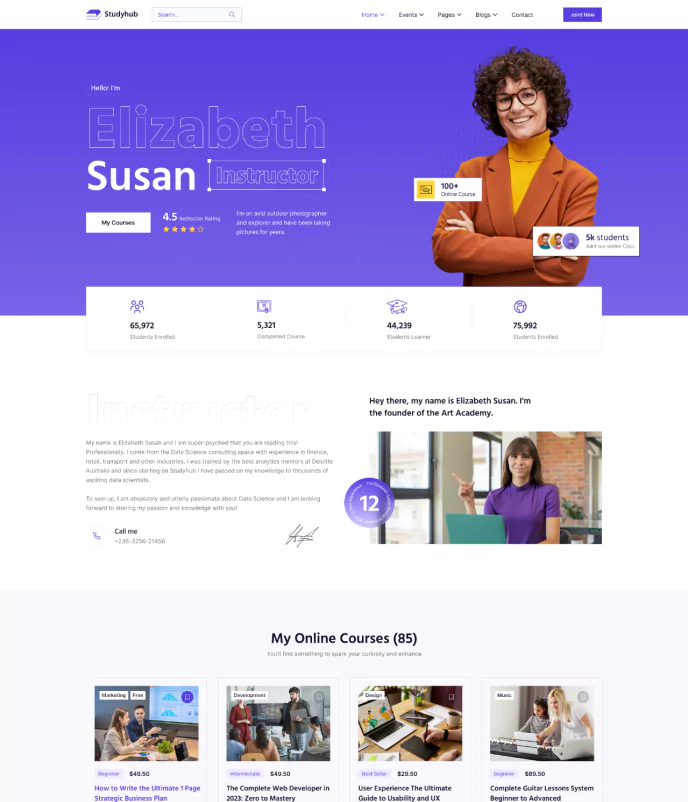 Studyhub
Search...
Home
Events
Pages
Blogs
Contact
Joint Now
Hello! I'm
Elizabeth
Susan
Instructor
My Courses
4.5 Instructor Rating
I'm an avid outdoor photographer
and explorer and have been taking
pictures for years.
100+
Online Course
5k students
Joint our online Class
65,972
Students Enrolled
5,321
Completed Course
44,239
Students Learner
75,992
Students Enrolled
Instructor
My name is Elizabeth Susan and I am super-psyched that you are reading this!
Professionally, I come from the Data Science consulting space with experience in finance,
retail, transport and other industries. I was trained by the best analytics mentors at Deloitte
Australia and since starting on Studyhub I have passed on my knowledge to thousands of
aspiring data scientists.
To sum up, I am absolutely and utterly passionate about Data Science and I am looking
forward to sharing my passion and knowledge with you!
Call me
+236-3256-21456
Hey there, my name is Elizabeth Susan. I'm
the founder of the Art Academy.
12
My Online Courses (85)
You'll find something to spark your curiosity and enhance
Marketing
Free
Beginner
$49.50
How to Write the Ultimate 1 Page
Strategic Business Plan
Development
Intermediate
$49.50
The Complete Web Developer in
2023: Zero to Mastery
Design
Best Seller
$29.50
User Experience The Ultimate
Guide to Usability and UX
Music
Beginner
$89.50
Complete Guitar Lessons System
Beginner to Advanced